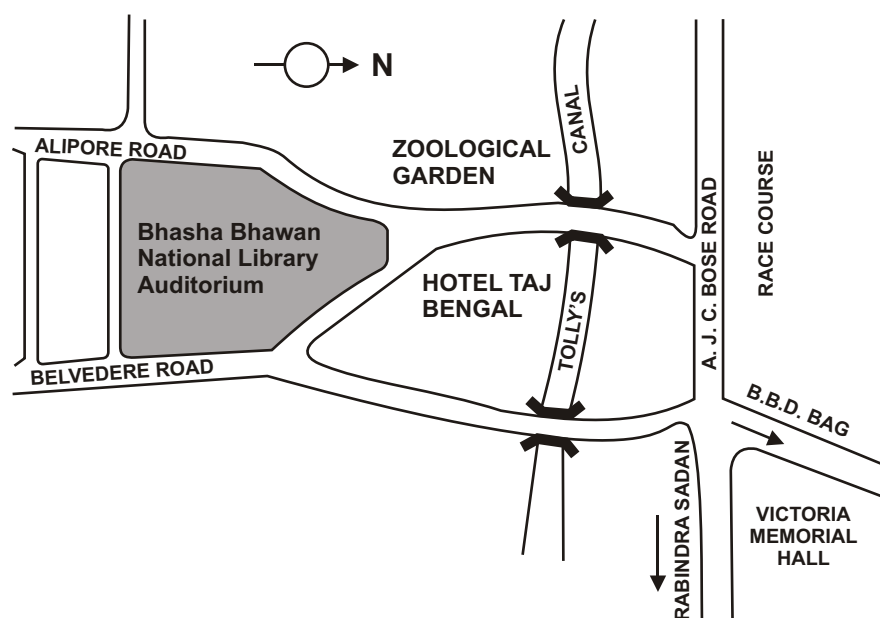 N
CANAL
ALIPORE ROAD
ZOOLOGICAL
GARDEN
A. J. C. BOSE ROAD
RACE COURSE
Bhasha Bhawan
National Library
Auditorium
HOTEL TAJ
BENGAL
TOLLY'S
BELVEDERE ROAD
B.B.D. BAG
RABINDRA SADAN
VICTORIA
MEMORIAL
HALL